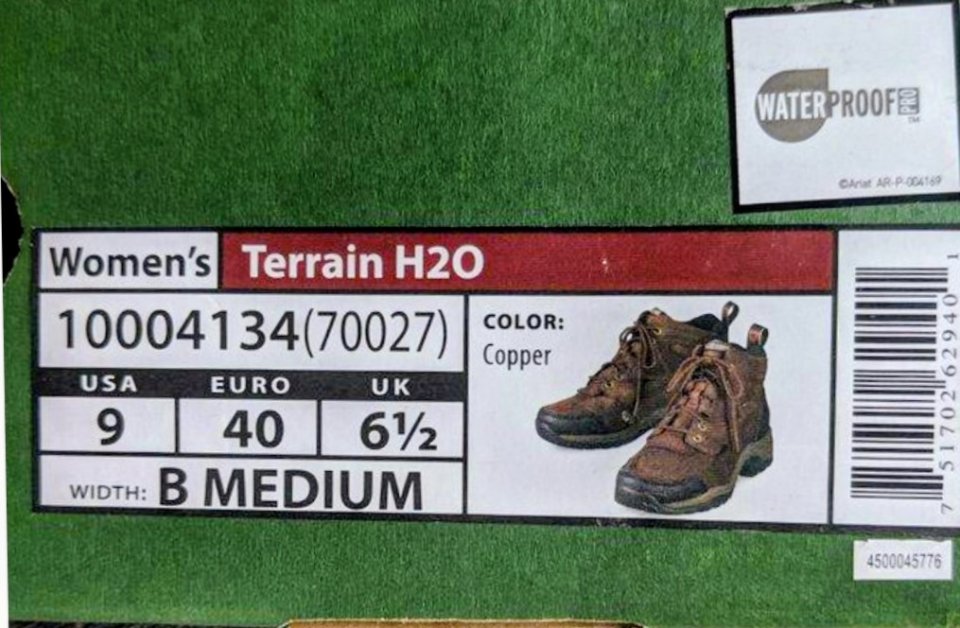 WATERPROOF PRO
TM
©Ariat AR-P-004169
Women's Terrain H2O
10004134(70027)
USA EURO UK
9 40 6½
WIDTH: B MEDIUM
COLOR:
Copper
7 51702 62940 1
4500045776